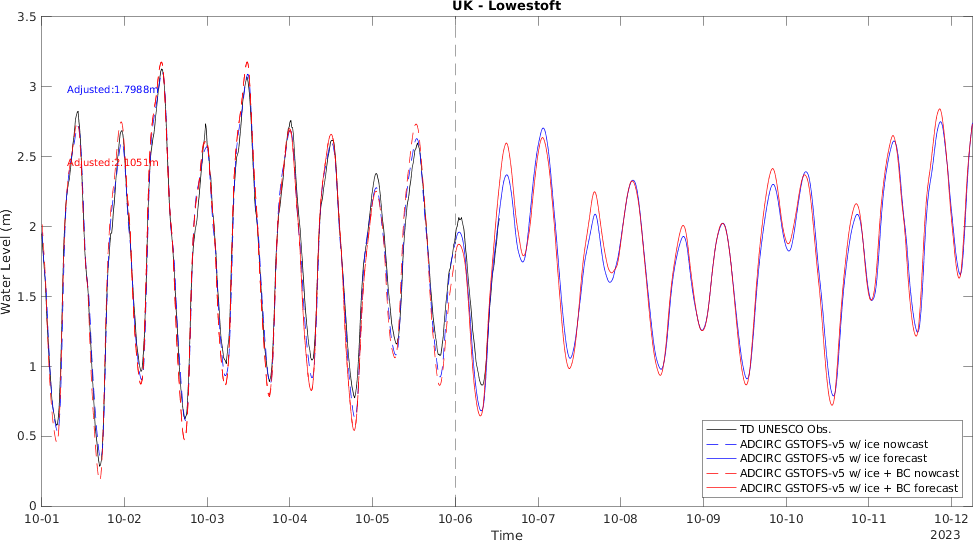 UK - Lowestoft
3.5
3
2.5
2
1.5
1
0.5
0
Water Level (m)
Adjusted:1.7988m
Adjusted:2.1051m
TD UNESCO Obs.
ADCIRC GSTOFS-v5 w/ ice nowcast
ADCIRC GSTOFS-v5 w/ ice forecast
ADCIRC GSTOFS-v5 w/ ice + BC nowcast
ADCIRC GSTOFS-v5 w/ ice + BC forecast
10-01 10-02 10-03 10-04 10-05 10-06 10-07 10-08 10-09 10-10 10-11 10-12
2023
Time